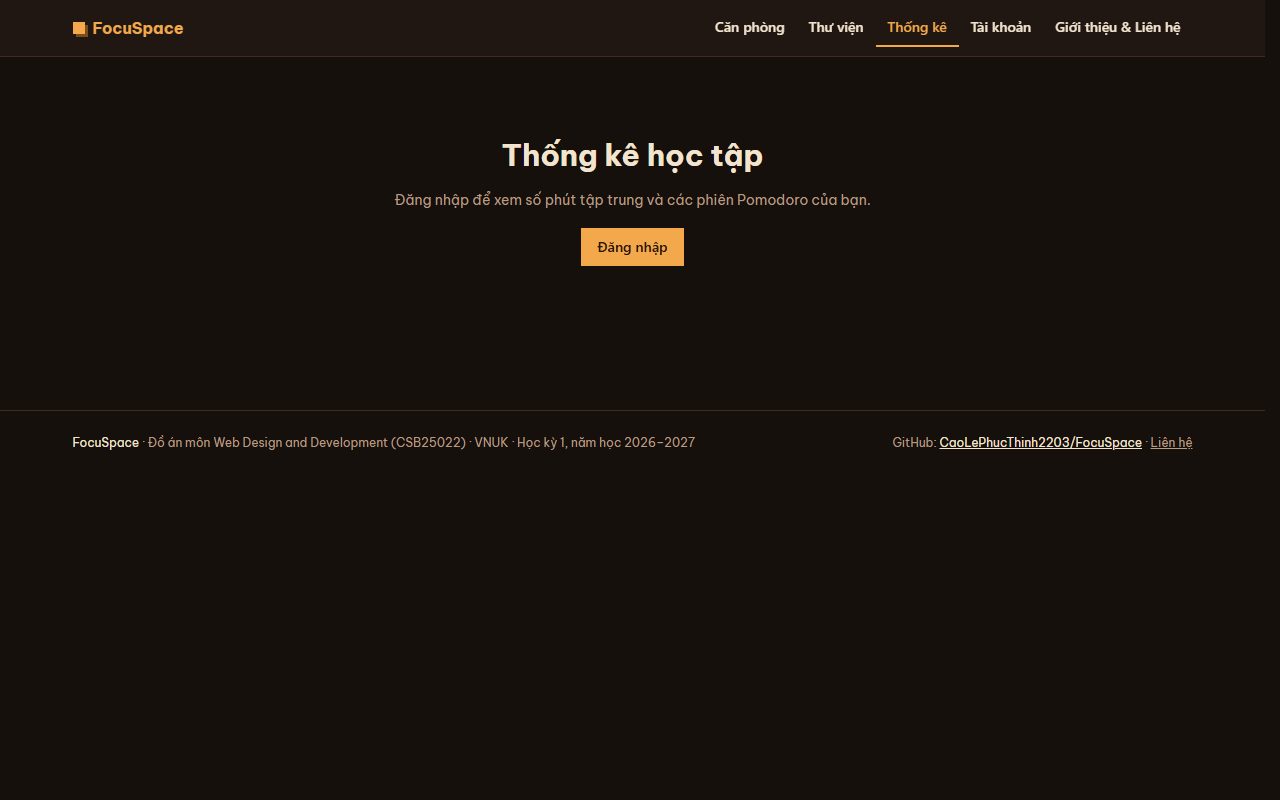 FocuSpace
Căn phòng
Thư viện
Thống kê
Tài khoản
Giới thiệu & Liên hệ
Thống kê học tập
Đăng nhập để xem số phút tập trung và các phiên Pomodoro của bạn.
Đăng nhập
FocuSpace · Đồ án môn Web Design and Development (CSB25022) · VNUK · Học kỳ 1, năm học 2026–2027
GitHub: CaoLePhucThinh2203/FocuSpace · Liên hệ